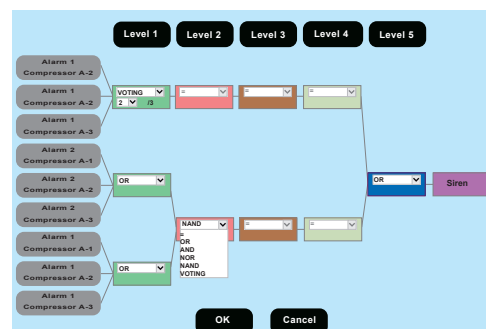 Level 1 Level 2 Level 3 Level 4 Level 5
Alarm 1
Compressor A-2
Alarm 1
Compressor A-2
VOTING = = =
2 /3
Alarm 1
Compressor A-3
Alarm 2
Compressor A-1
Alarm 2
Compressor A-2
OR OR Siren
Alarm 2
Compressor A-3
NAND = =
=
OR
AND
NOR
NAND
VOTING
Alarm 1
Compressor A-1
Alarm 1
Compressor A-2
OR
Alarm 1
Compressor A-3
OK Cancel